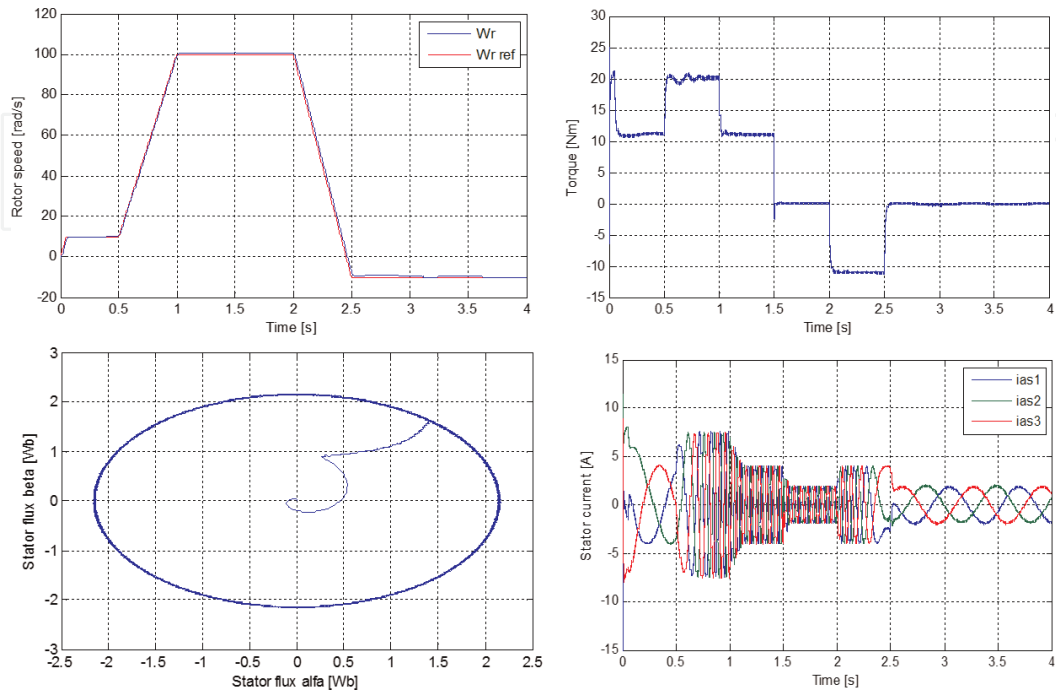 120
100
80
60
40
20
0
-20
0 0.5 1 1.5 2 2.5 3 3.5 4
Rotor speed [rad/s]
Time [s]
Wr
Wr ref
30
25
20
15
10
5
0
-5
-10
-15
0 0.5 1 1.5 2 2.5 3 3.5 4
Torque [Nm]
Time [s]
3
2
1
0
-1
-2
-3
-2.5 -2 -1.5 -1 -0.5 0 0.5 1 1.5 2 2.5
Stator flux beta [Wb]
Stator flux alfa [Wb]
15
10
5
0
-5
-10
-15
0 0.5 1 1.5 2 2.5 3 3.5 4
Stator current [A]
Time [s]
ias1
ias2
ias3